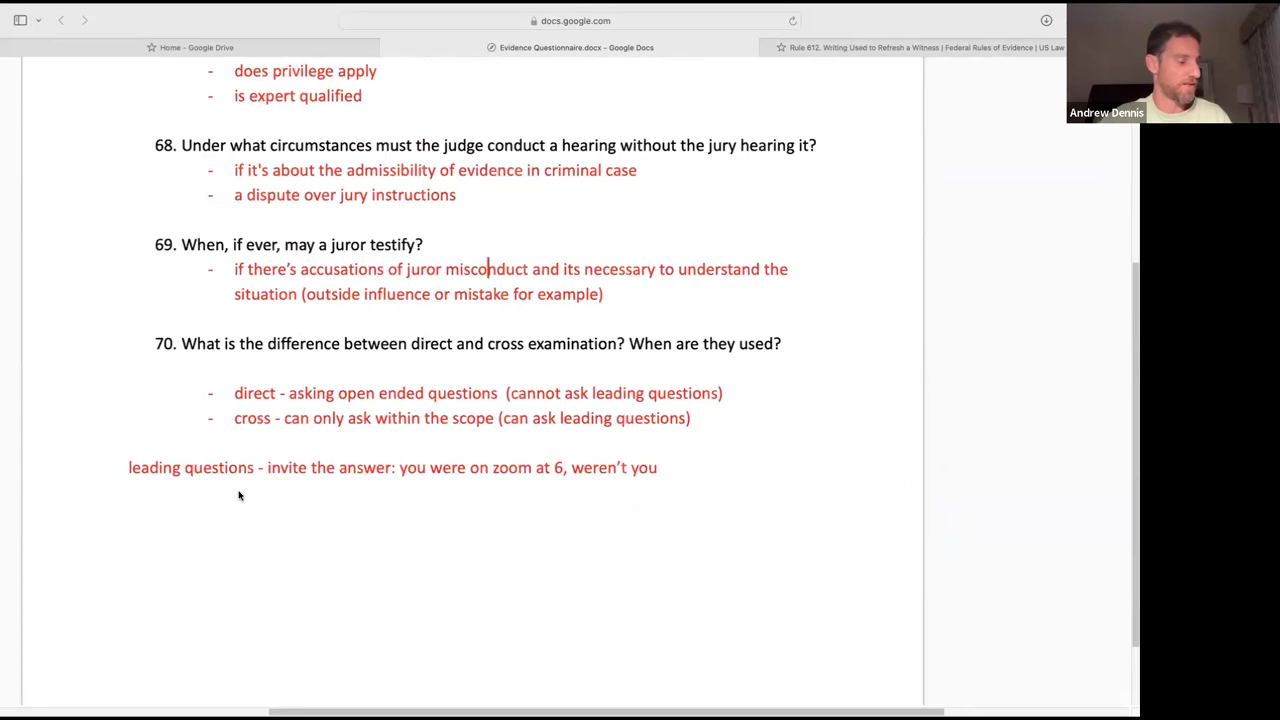 docs.google.com
Home - Google Drive
Evidence Questionnaire.docx - Google Docs
Rule 612. Writing Used to Refresh a Witness | Federal Rules of Evidence | US Law
Andrew Dennis
- does privilege apply
- is expert qualified
68. Under what circumstances must the judge conduct a hearing without the jury hearing it?
- if it's about the admissibility of evidence in criminal case
- a dispute over jury instructions
69. When, if ever, may a juror testify?
- if there’s accusations of juror misconduct and its necessary to understand the
situation (outside influence or mistake for example)
70. What is the difference between direct and cross examination? When are they used?
- direct - asking open ended questions (cannot ask leading questions)
- cross - can only ask within the scope (can ask leading questions)
leading questions - invite the answer: you were on zoom at 6, weren’t you